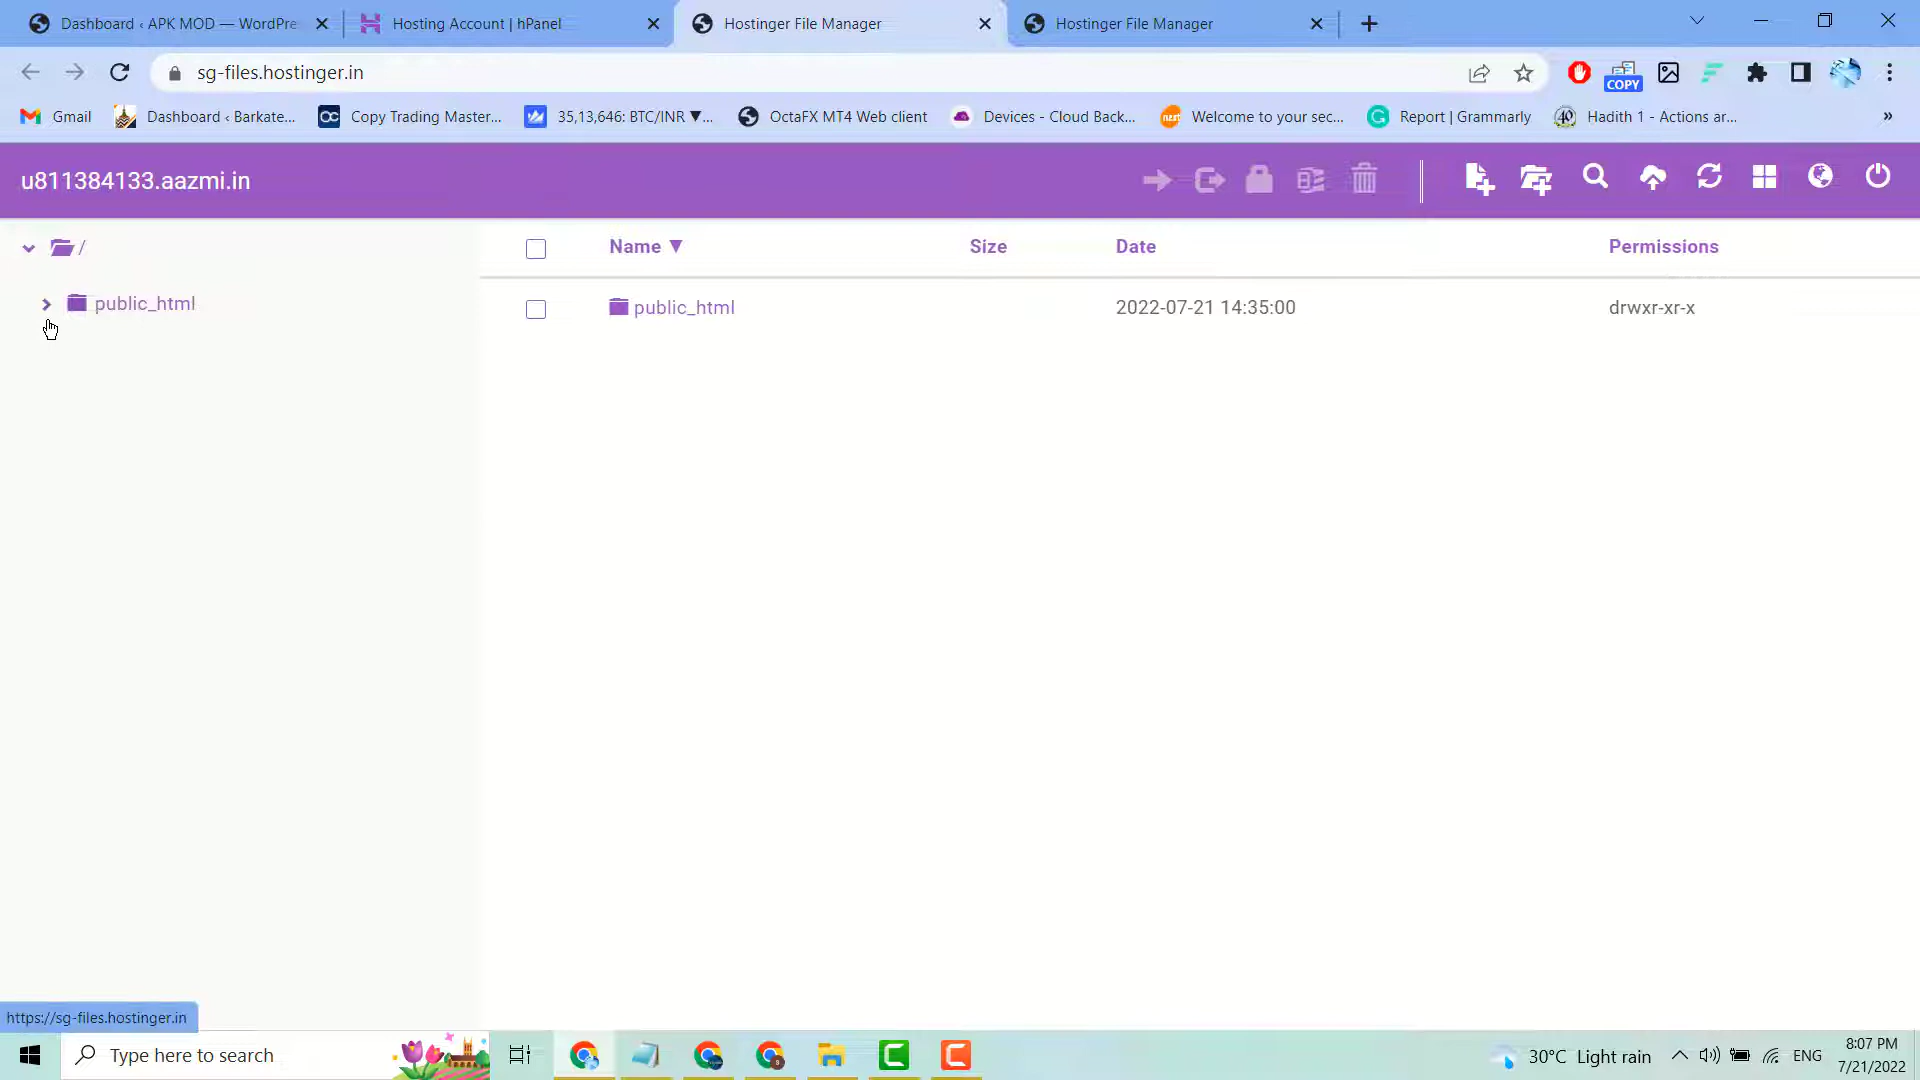 Dashboard ‹ APK MOD — WordPre
Hosting Account | hPanel
Hostinger File Manager
Hostinger File Manager
sg-files.hostinger.in
COPY
Gmail
Dashboard ‹ Barkate...
Copy Trading Master...
35,13,646: BTC/INR ▼...
OctaFX MT4 Web client
Devices - Cloud Back...
Welcome to your sec...
Report | Grammarly
Hadith 1 - Actions ar...
»
u811384133.aazmi.in
/
public_html
Name ▼ Size Date Permissions
public_html 2022-07-21 14:35:00 drwxr-xr-x
https://sg-files.hostinger.in
Type here to search
30°C Light rain
ENG
8:07 PM
7/21/2022